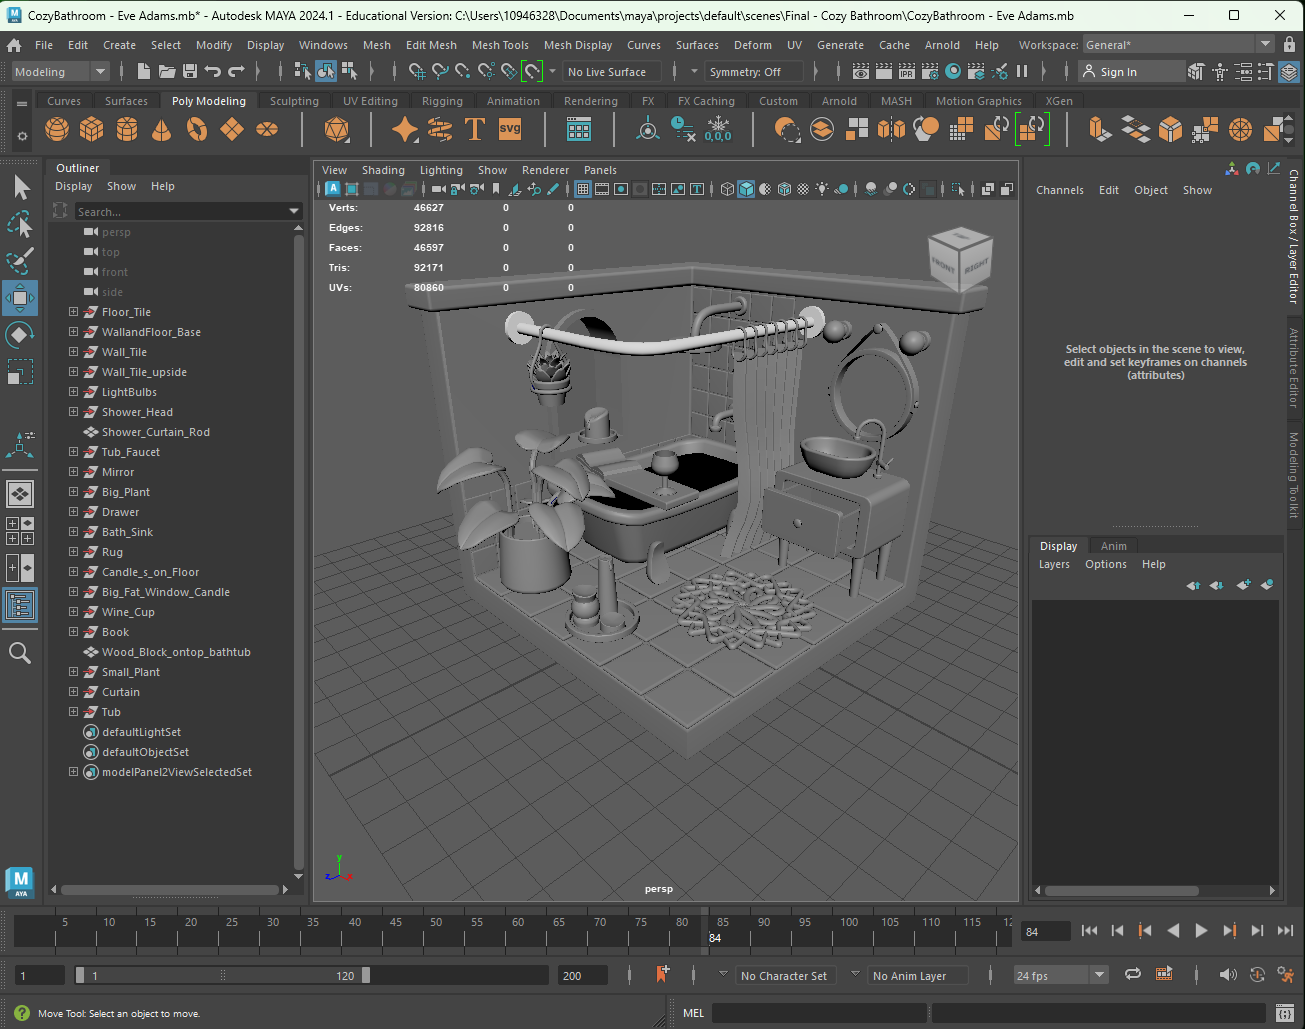 CozyBathroom - Eve Adams.mb* - Autodesk MAYA 2024.1 - Educational Version: C:\Users\10946328\Documents\maya\projects\default\scenes\Final - Cozy Bathroom\CozyBathroom - Eve Adams.mb
File Edit Create Select Modify Display Windows Mesh Edit Mesh Mesh Tools Mesh Display Curves Surfaces Deform UV Generate Cache Arnold Help Workspace: General*
Modeling No Live Surface Symmetry: Off IPR Sign In
Curves Surfaces Poly Modeling Sculpting UV Editing Rigging Animation Rendering FX FX Caching Custom Arnold MASH Motion Graphics XGen
T svg 0,0,0
Outliner
Display Show Help
Search...
persp
top
front
side
Floor_Tile
WallandFloor_Base
Wall_Tile
Wall_Tile_upside
LightBulbs
Shower_Head
Shower_Curtain_Rod
Tub_Faucet
Mirror
Big_Plant
Drawer
Bath_Sink
Rug
Candle_s_on_Floor
Big_Fat_Window_Candle
Wine_Cup
Book
Wood_Block_ontop_bathtub
Small_Plant
Curtain
Tub
defaultLightSet
defaultObjectSet
modelPanel2ViewSelectedSet
M
AYA
View Shading Lighting Show Renderer Panels
A T
Verts: 46627 0 0
Edges: 92816 0 0
Faces: 46597 0 0
Tris: 92171 0 0
UVs: 80860 0 0
FRONT RIGHT
y
z x
persp
Channels Edit Object Show
Select objects in the scene to view,
edit and set keyframes on channels
(attributes)
Channel Box / Layer Editor
Attribute Editor
Modeling Toolkit
Display Anim
Layers Options Help
5 10 15 20 25 30 35 40 45 50 55 60 65 70 75 80 85 90 95 100 105 110 115 12
84
84
1 1 120 200 No Character Set No Anim Layer 24 fps
Move Tool: Select an object to move.
MEL